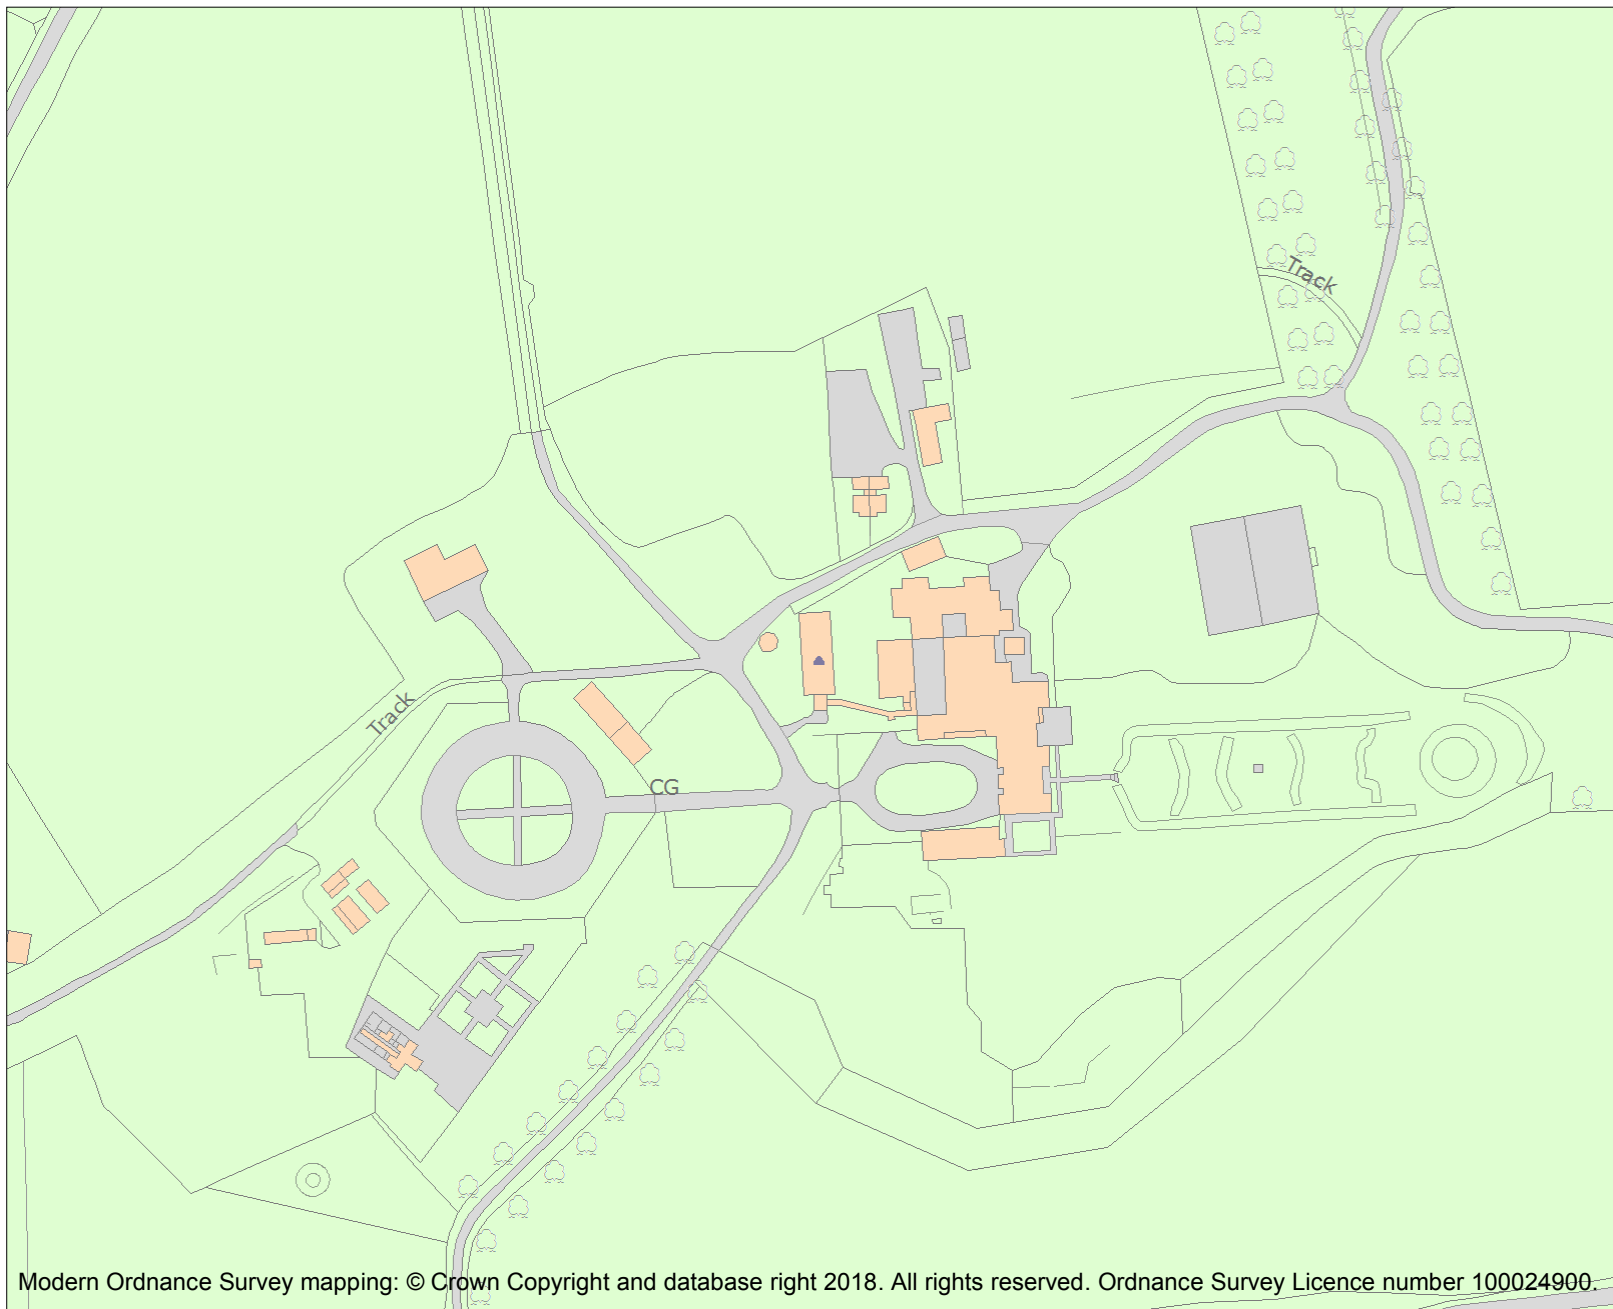 Track
Track
CG
Modern Ordnance Survey mapping: © Crown Copyright and database right 2018. All rights reserved. Ordnance Survey Licence number 100024900.